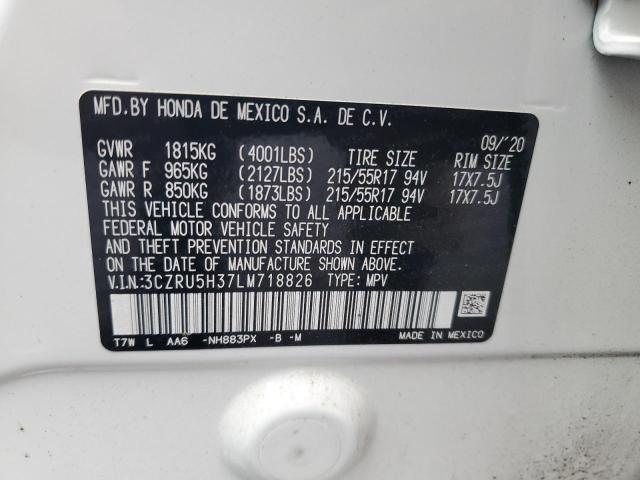 MFD.BY HONDA DE MEXICO S.A. DE C.V.
09/'20
GVWR 1815KG (4001LBS) TIRE SIZE RIM SIZE
GAWR F 965KG (2127LBS) 215/55R17 94V 17X7.5J
GAWR R 850KG (1873LBS) 215/55R17 94V 17X7.5J
THIS VEHICLE CONFORMS TO ALL APPLICABLE
FEDERAL MOTOR VEHICLE SAFETY
AND THEFT PREVENTION STANDARDS IN EFFECT
ON THE DATE OF MANUFACTURE SHOWN ABOVE.
V.I.N:3CZRU5H37LM718826 TYPE: MPV
T7W L AA6 -NH883PX -B -M MADE IN MEXICO